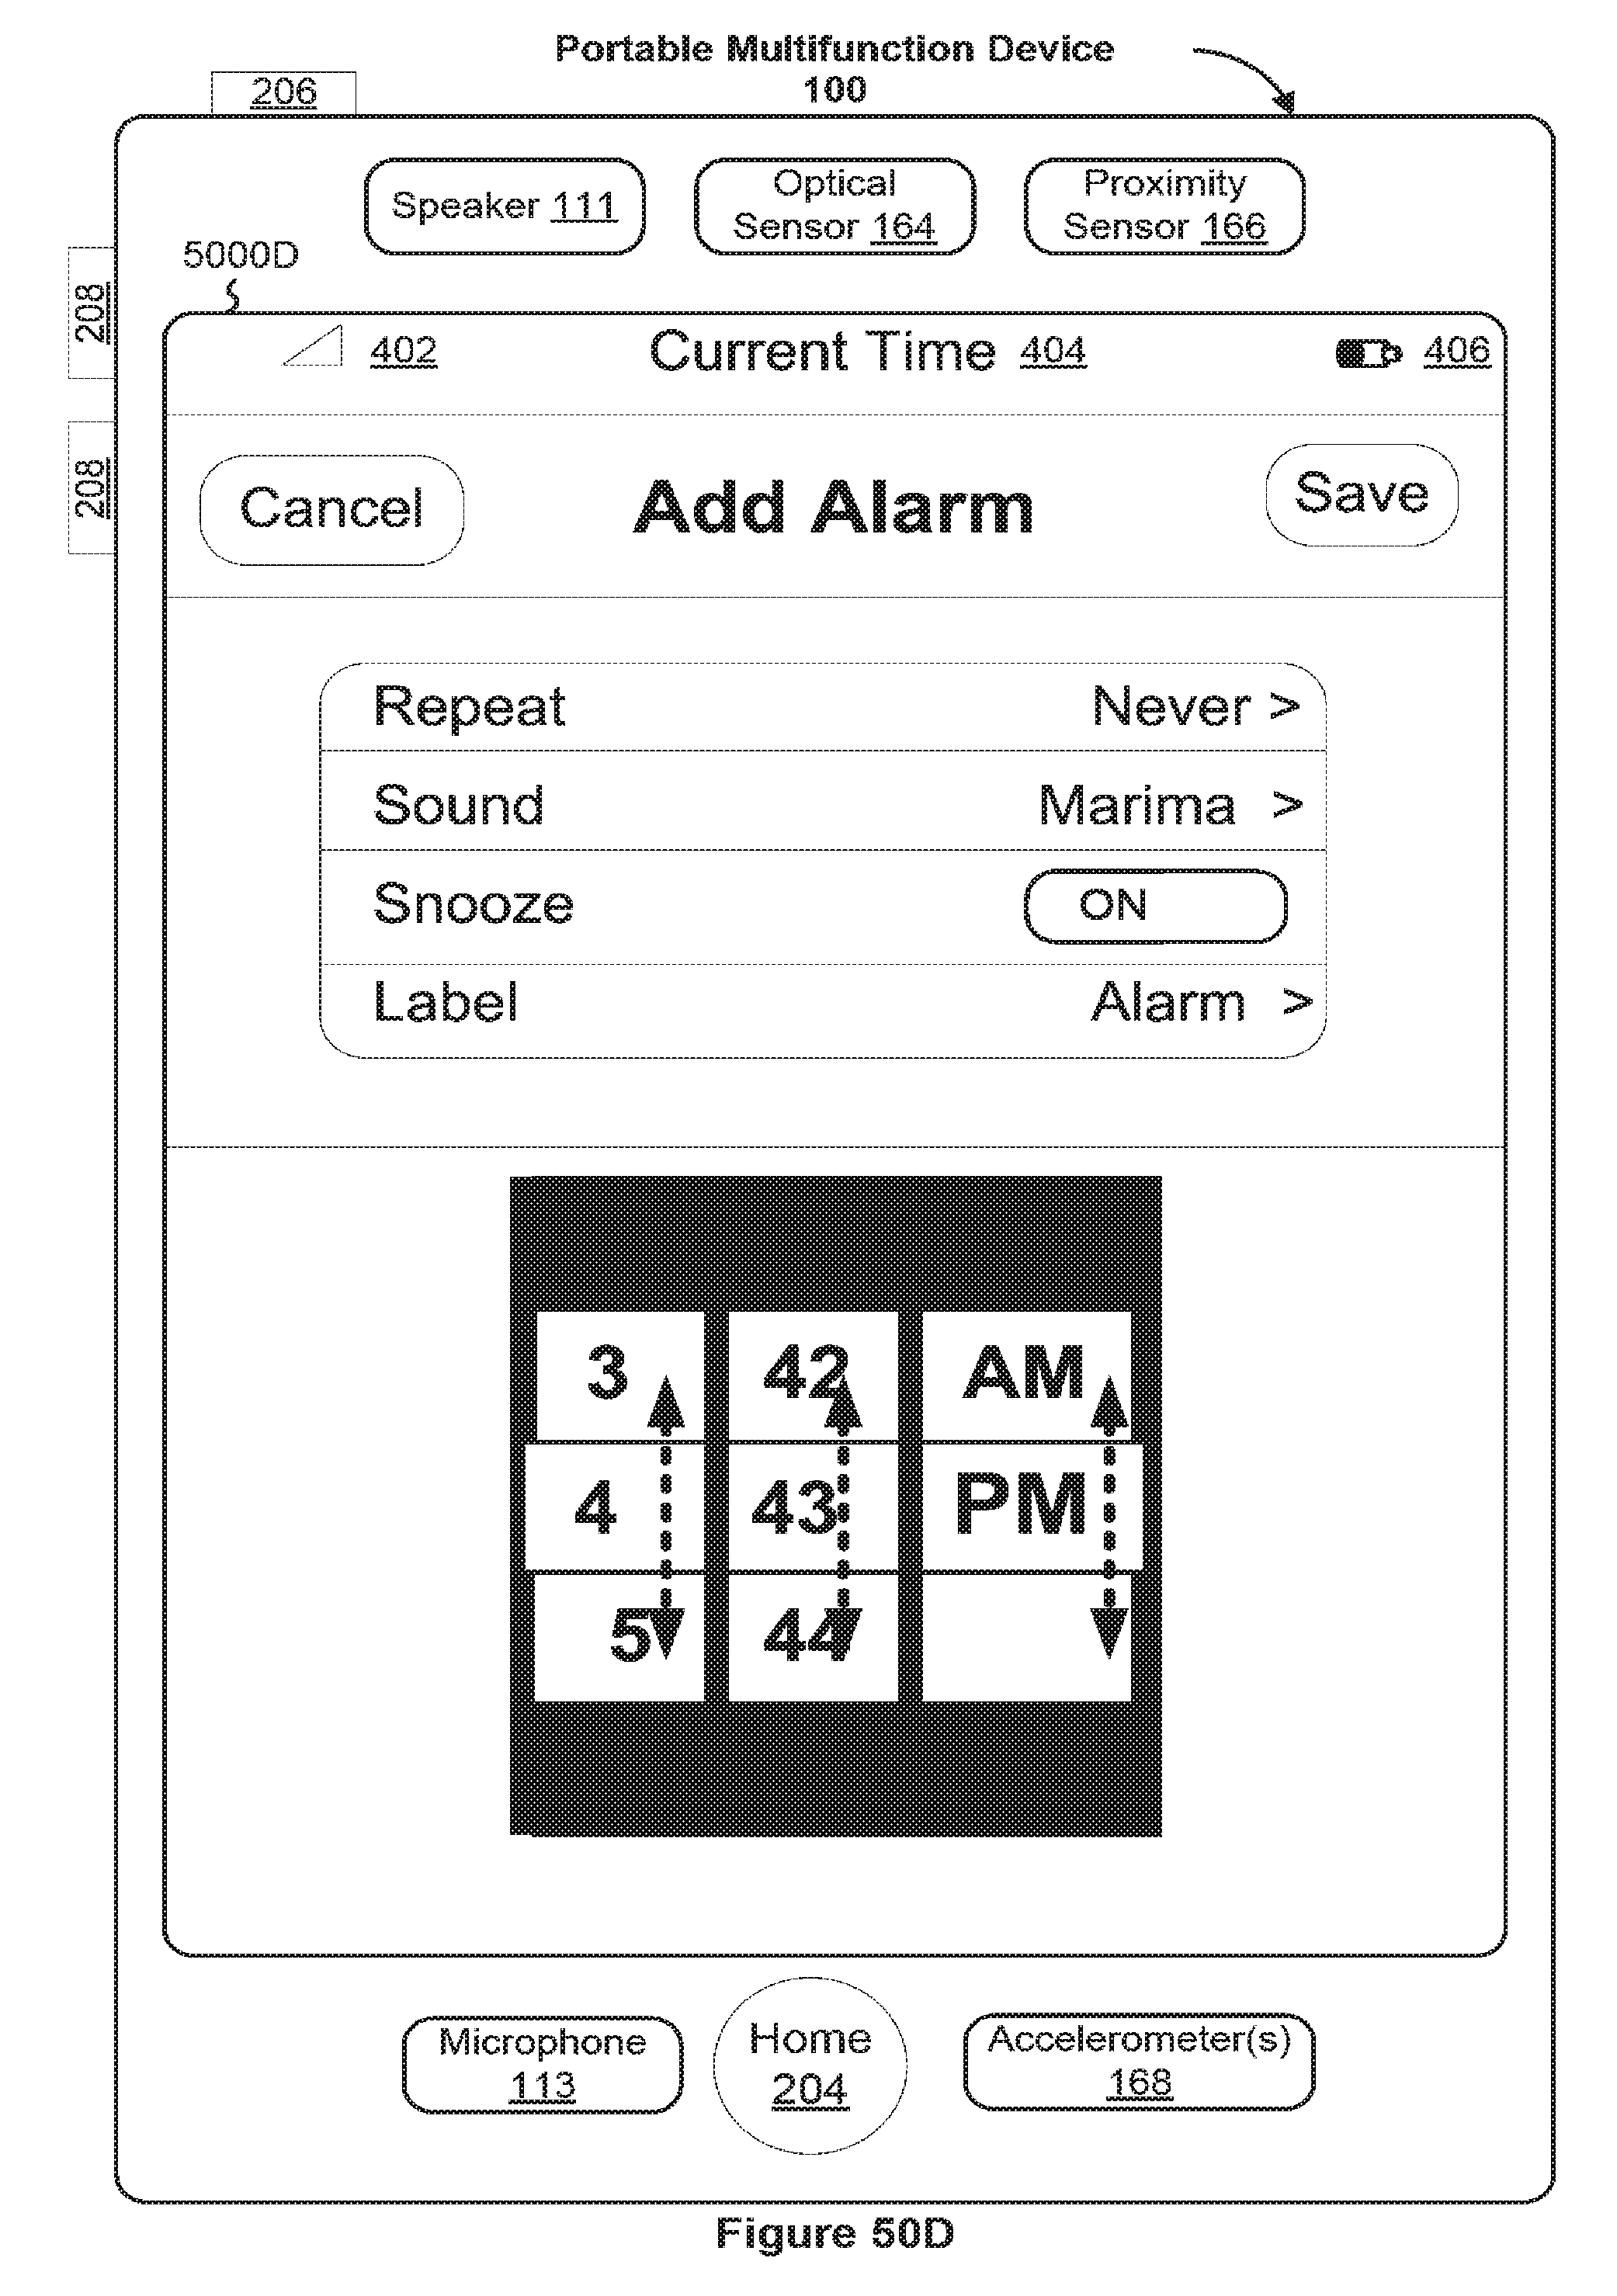 Portable Multifunction Device
100
206
Speaker 111
Optical
Sensor 164
Proximity
Sensor 166
5000D
208
208
402
Current Time 404
406
Cancel
Add Alarm
Save
Repeat Never >
Sound Marima >
Snooze ON
Label Alarm >
3 42 AM
4 43 PM
5 44
Microphone
113
Home
204
Accelerometer(s)
168
Figure 50D